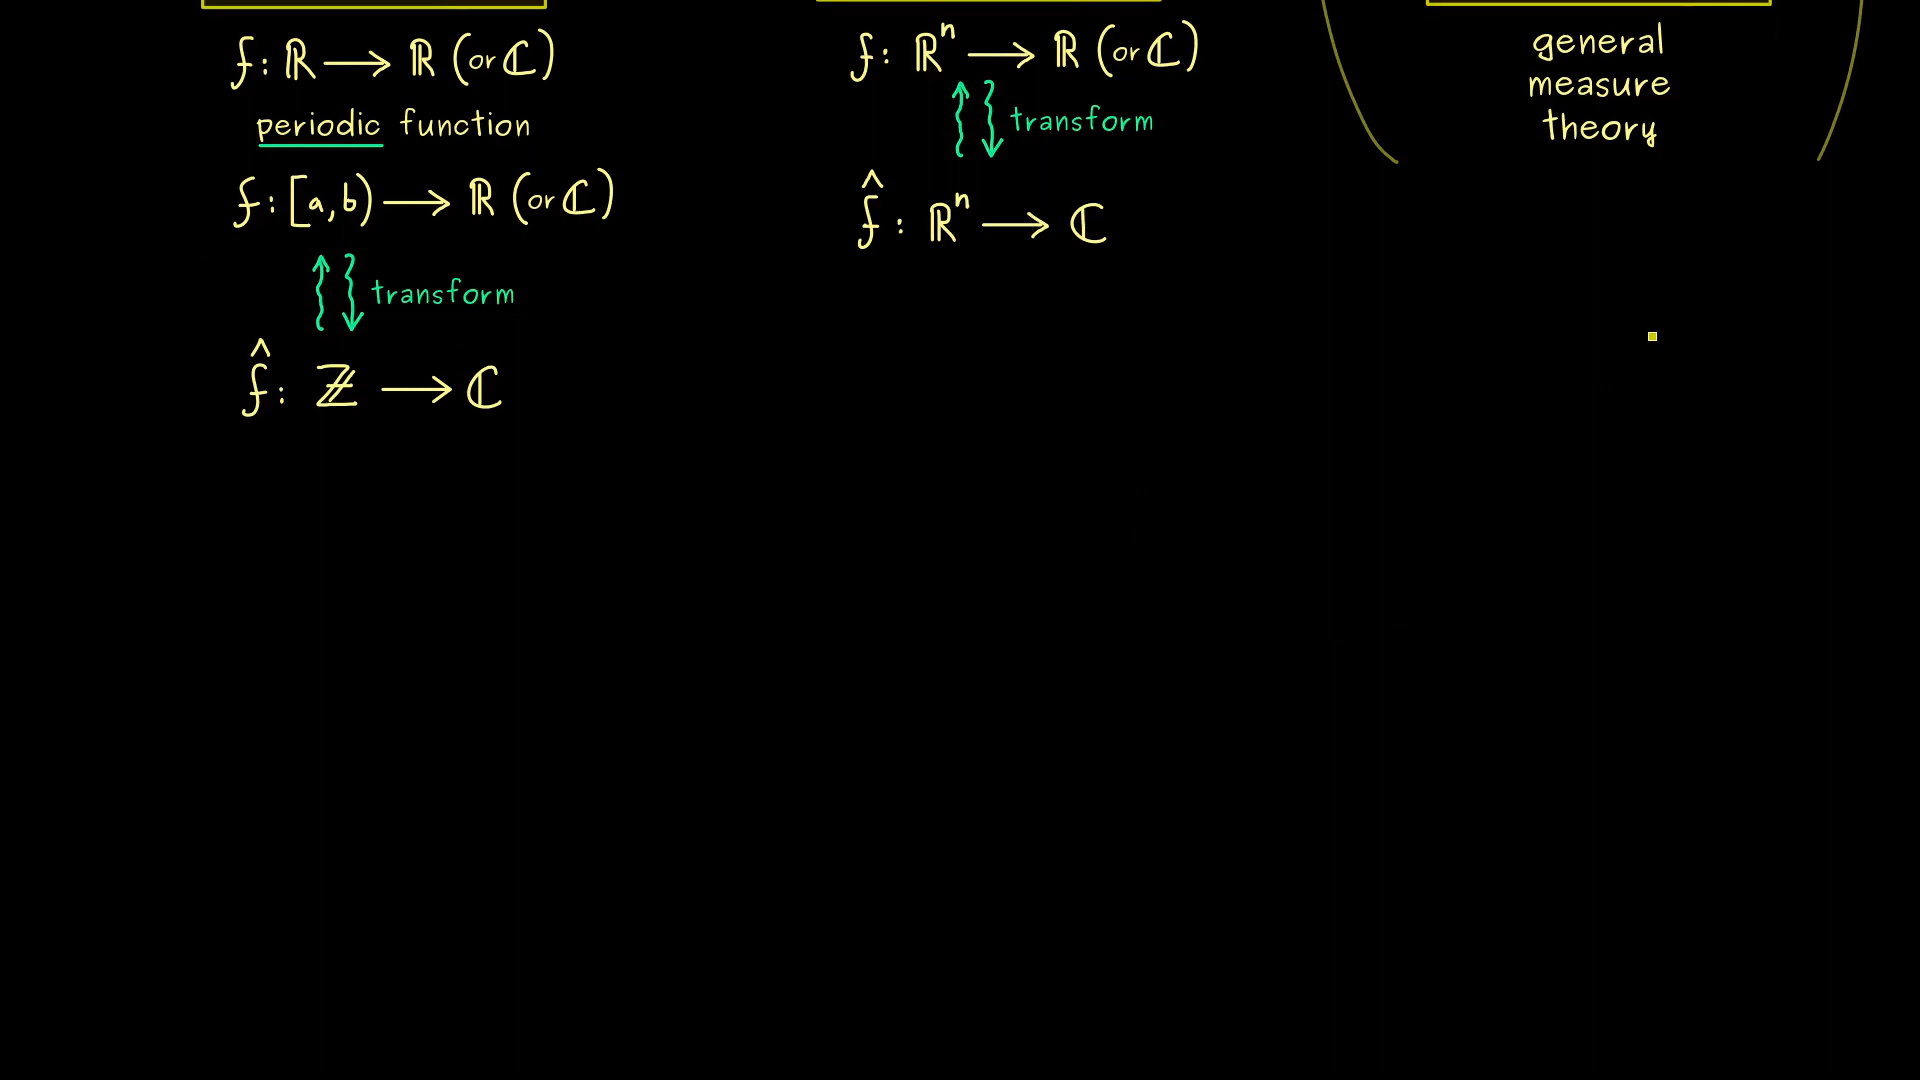 f: ℝ ⟶ ℝ (or ℂ)
periodic function
f: [a,b) ⟶ ℝ (or ℂ)
transform
f̂: ℤ ⟶ ℂ
f: ℝⁿ ⟶ ℝ (or ℂ)
transform
f̂: ℝⁿ ⟶ ℂ
general
measure
theory